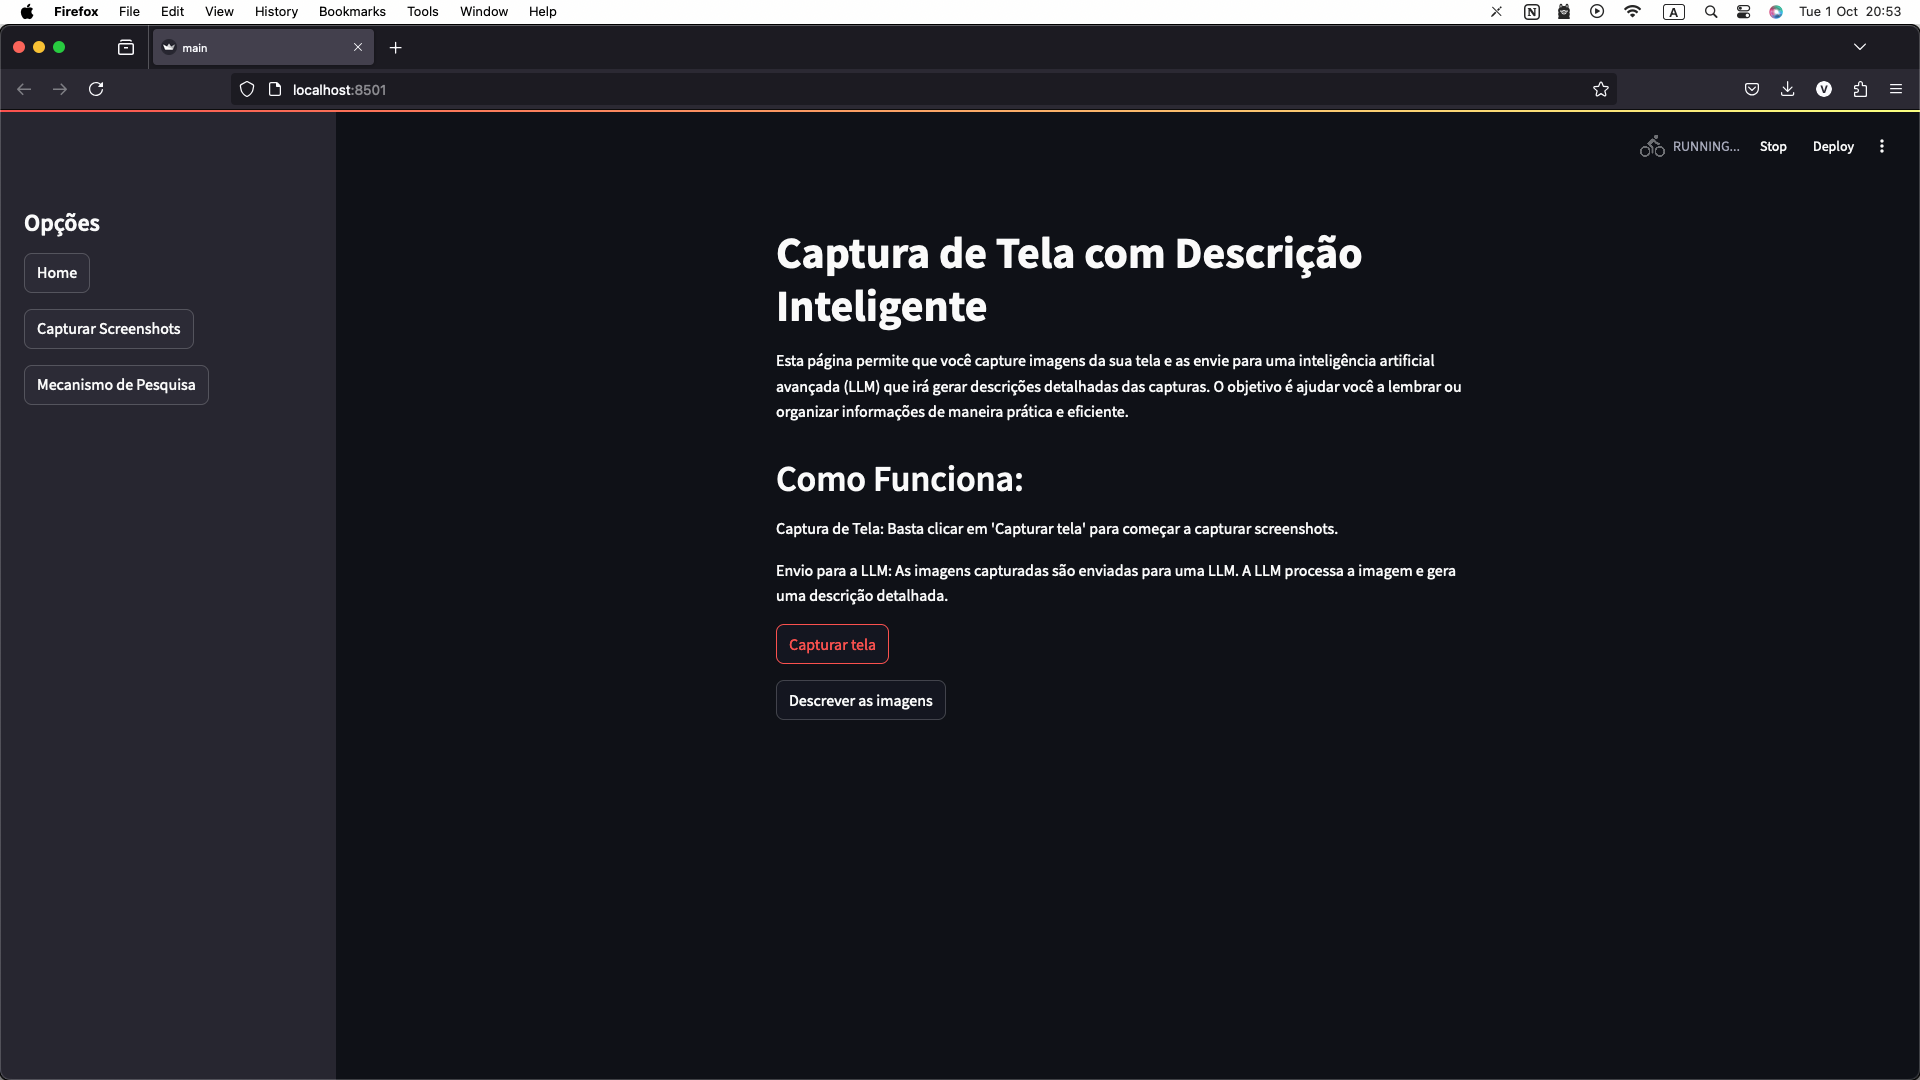 Firefox File Edit View History Bookmarks Tools Window Help A Tue 1 Oct 20:53
main
localhost:8501
V
RUNNING... Stop Deploy
Opções
Home
Capturar Screenshots
Mecanismo de Pesquisa
Captura de Tela com Descrição
Inteligente
Esta página permite que você capture imagens da sua tela e as envie para uma inteligência artificial
avançada (LLM) que irá gerar descrições detalhadas das capturas. O objetivo é ajudar você a lembrar ou
organizar informações de maneira prática e eficiente.
Como Funciona:
Captura de Tela: Basta clicar em 'Capturar tela' para começar a capturar screenshots.
Envio para a LLM: As imagens capturadas são enviadas para uma LLM. A LLM processa a imagem e gera
uma descrição detalhada.
Capturar tela
Descrever as imagens